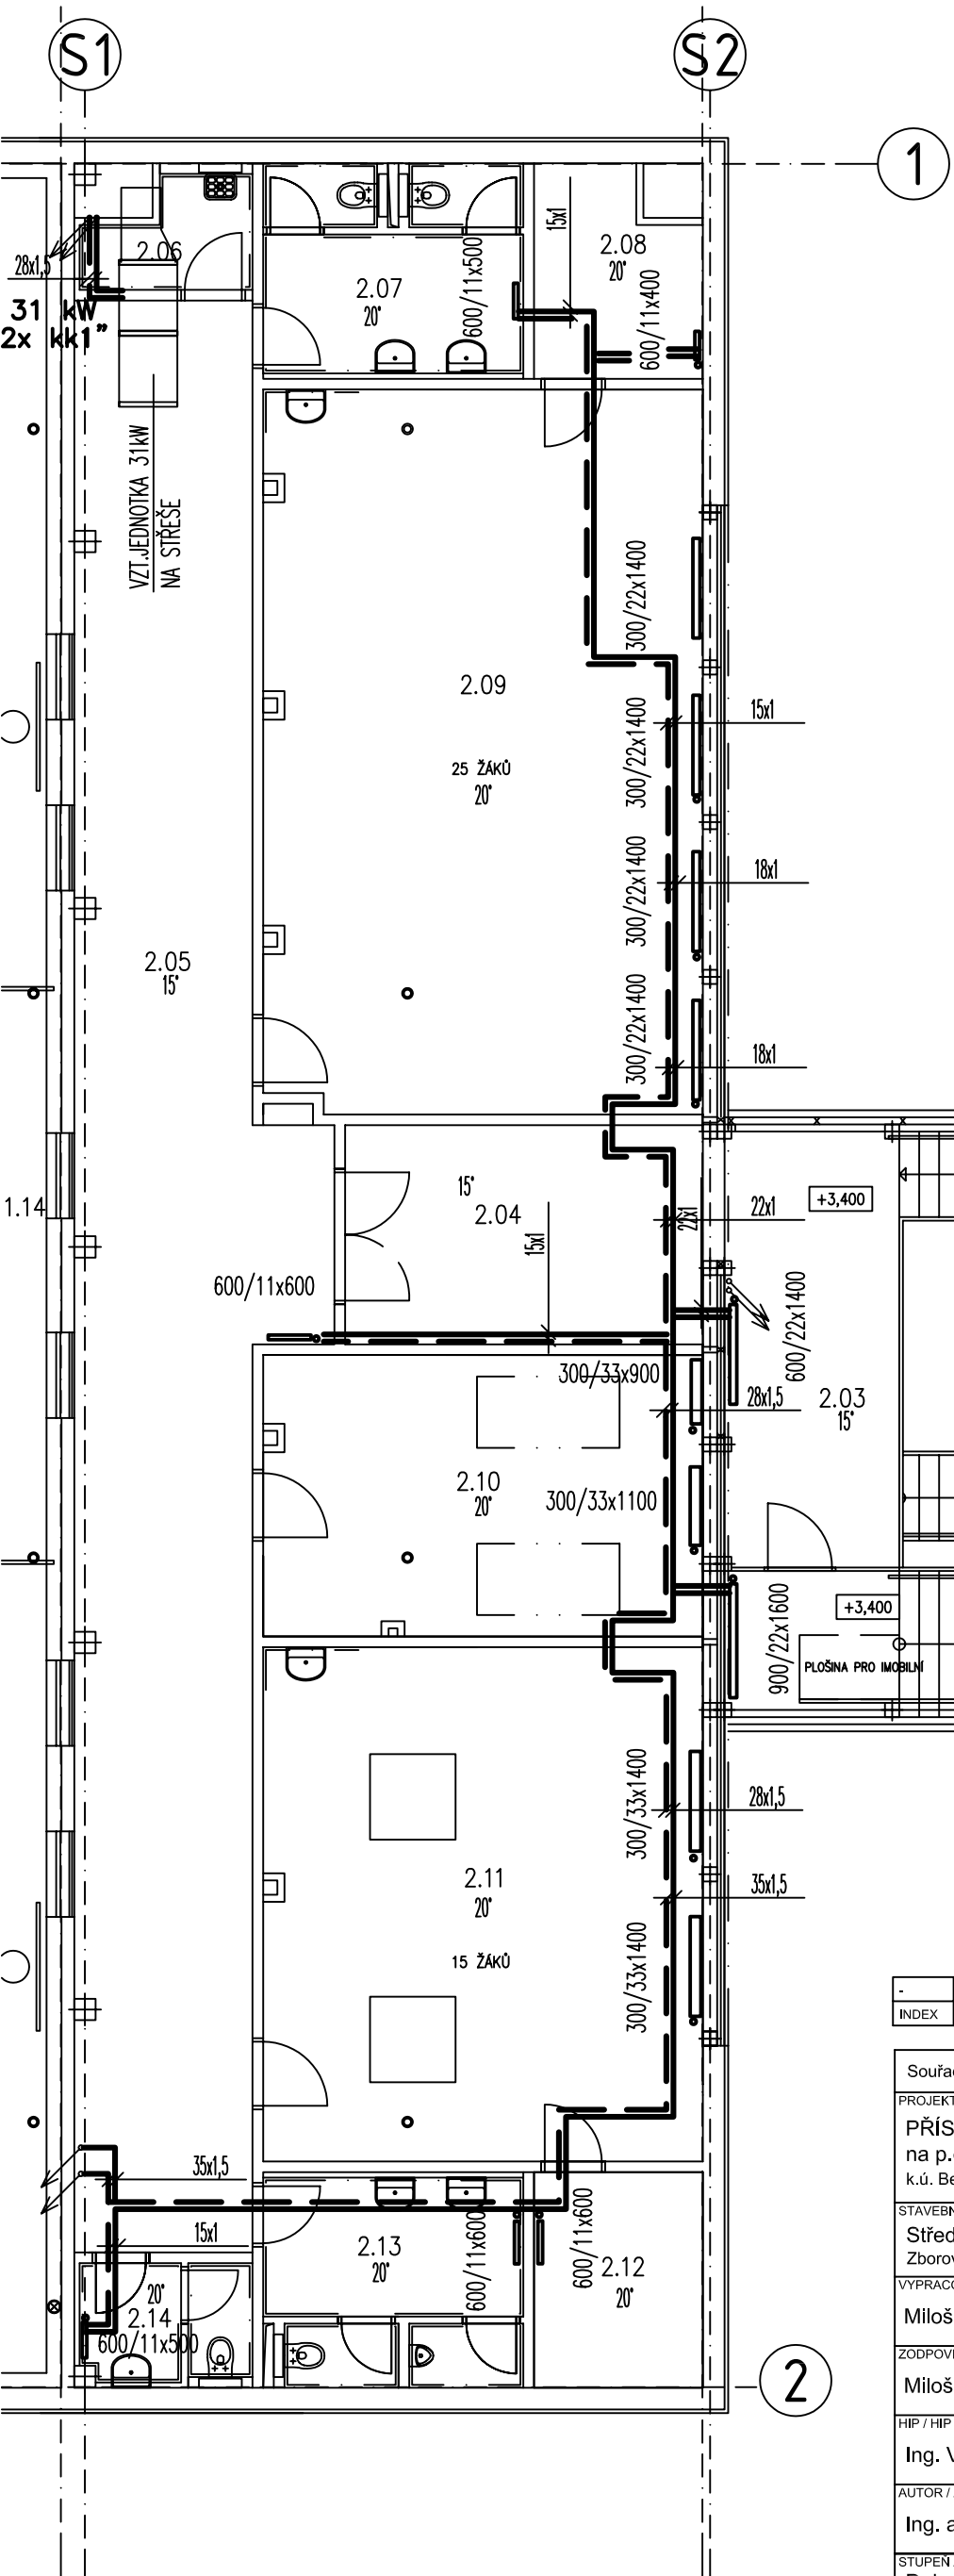 S1
S2
1
2.06
28x1,5
31 kW
2x kk1"
2.07
20°
600/11x500
15x1
2.08
20°
600/11x400
VZT.JEDNOTKA 31kW
NA STŘEŠE
300/22x1400
2.09
25 ŽÁKŮ
20°
300/22x1400
15x1
300/22x1400
18x1
2.05
15°
300/22x1400
18x1
1.14
15°
2.04
15x1
22x1
22x1
+3,400
600/11x600
600/22x1400
300/33x900
28x1,5
2.03
15°
2.10
20°
300/33x1100
900/22x1600
+3,400
PLOŠINA PRO IMOBILNÍ
300/33x1400
28x1,5
2.11
20°
35x1,5
15 ŽÁKŮ
300/33x1400
-
INDEX
Souřa
PROJEKT
PŘÍS
na p.
k.ú. Be
STAVEBN
Střed
Zborov
VYPRACO
Miloš
ZODPOVĚ
Miloš
HIP / HIP
Ing. V
AUTOR /
Ing. a
STUPEŇ
35x1,5
15x1
2.13
20°
600/11x600
600/11x600
2.12
20°
20°
2.14
600/11x500
2